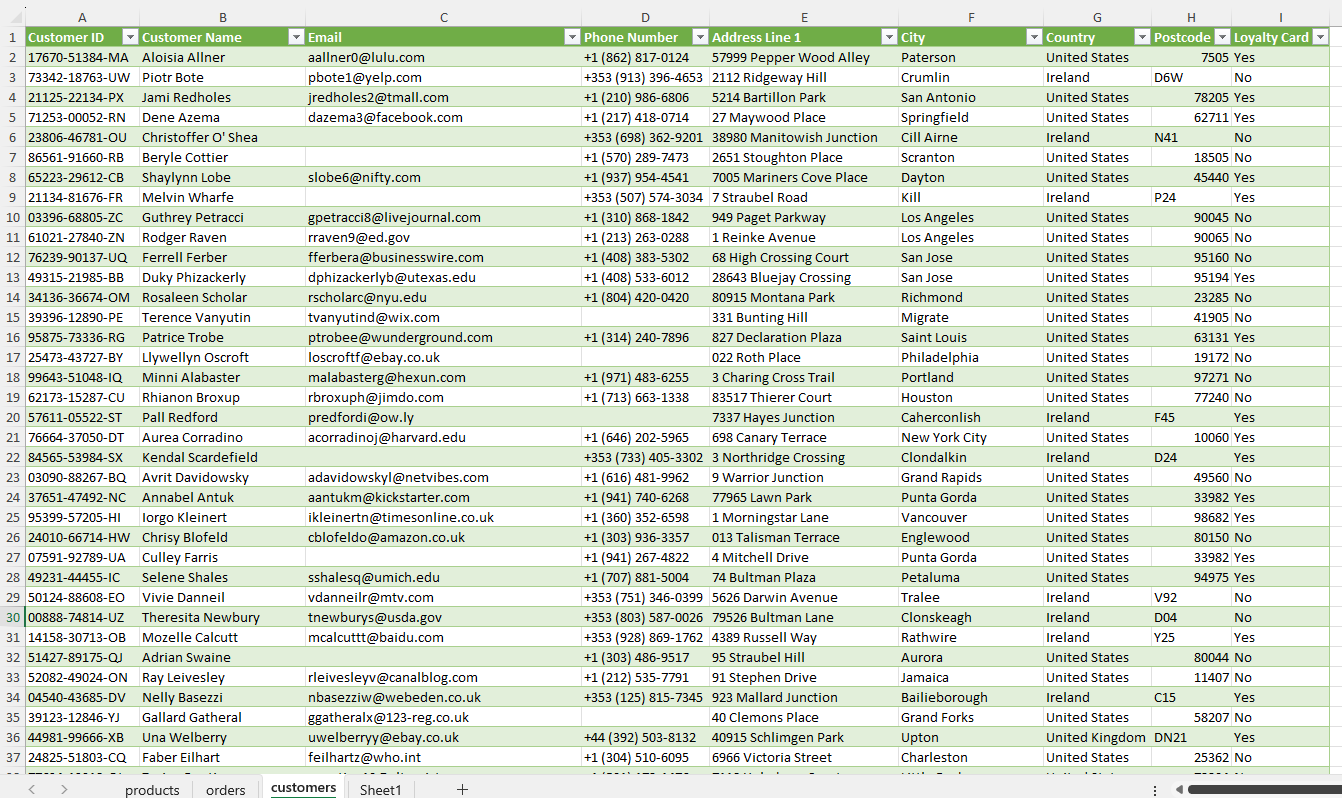 A B C D E F G H I
1 Customer ID Customer Name Email Phone Number Address Line 1 City Country Postcode Loyalty Card
2 17670-51384-MA Aloisia Allner aallner0@lulu.com +1 (862) 817-0124 57999 Pepper Wood Alley Paterson United States 7505 Yes
3 73342-18763-UW Piotr Bote pbote1@yelp.com +353 (913) 396-4653 2112 Ridgeway Hill Crumlin Ireland D6W No
4 21125-22134-PX Jami Redholes jredholes2@tmall.com +1 (210) 986-6806 5214 Bartillon Park San Antonio United States 78205 Yes
5 71253-00052-RN Dene Azema dazema3@facebook.com +1 (217) 418-0714 27 Maywood Place Springfield United States 62711 Yes
6 23806-46781-OU Christoffer O' Shea +353 (698) 362-9201 38980 Manitowish Junction Cill Airne Ireland N41 No
7 86561-91660-RB Beryle Cottier +1 (570) 289-7473 2651 Stoughton Place Scranton United States 18505 No
8 65223-29612-CB Shaylynn Lobe slobe6@nifty.com +1 (937) 954-4541 7005 Mariners Cove Place Dayton United States 45440 Yes
9 21134-81676-FR Melvin Wharfe +353 (507) 574-3034 7 Straubel Road Kill Ireland P24 Yes
10 03396-68805-ZC Guthrey Petracci gpetracci8@livejournal.com +1 (310) 868-1842 949 Paget Parkway Los Angeles United States 90045 No
11 61021-27840-ZN Rodger Raven rraven9@ed.gov +1 (213) 263-0288 1 Reinke Avenue Los Angeles United States 90065 No
12 76239-90137-UQ Ferrell Ferber fferbera@businesswire.com +1 (408) 383-5302 68 High Crossing Court San Jose United States 95160 No
13 49315-21985-BB Duky Phizackerly dphizackerlyb@utexas.edu +1 (408) 533-6012 28643 Bluejay Crossing San Jose United States 95194 Yes
14 34136-36674-OM Rosaleen Scholar rscholarc@nyu.edu +1 (804) 420-0420 80915 Montana Park Richmond United States 23285 No
15 39396-12890-PE Terence Vanyutin tvanyutind@wix.com 331 Bunting Hill Migrate United States 41905 No
16 95875-73336-RG Patrice Trobe ptrobee@wunderground.com +1 (314) 240-7896 827 Declaration Plaza Saint Louis United States 63131 Yes
17 25473-43727-BY Llywellyn Oscroft loscroftf@ebay.co.uk 022 Roth Place Philadelphia United States 19172 No
18 99643-51048-IQ Minni Alabaster malabasterg@hexun.com +1 (971) 483-6255 3 Charing Cross Trail Portland United States 97271 No
19 62173-15287-CU Rhianon Broxup rbroxuph@jimdo.com +1 (713) 663-1338 83517 Thierer Court Houston United States 77240 No
20 57611-05522-ST Pall Redford predfordi@ow.ly 7337 Hayes Junction Caherconlish Ireland F45 Yes
21 76664-37050-DT Aurea Corradino acorradinoj@harvard.edu +1 (646) 202-5965 698 Canary Terrace New York City United States 10060 Yes
22 84565-53984-SX Kendal Scardefield +353 (733) 405-3302 3 Northridge Crossing Clondalkin Ireland D24 Yes
23 03090-88267-BQ Avrit Davidowsky adavidowskyl@netvibes.com +1 (616) 481-9962 9 Warrior Junction Grand Rapids United States 49560 No
24 37651-47492-NC Annabel Antuk aantukm@kickstarter.com +1 (941) 740-6268 77965 Lawn Park Punta Gorda United States 33982 Yes
25 95399-57205-HI Iorgo Kleinert ikleinertn@timesonline.co.uk +1 (360) 352-6598 1 Morningstar Lane Vancouver United States 98682 Yes
26 24010-66714-HW Chrisy Blofeld cblofeldo@amazon.co.uk +1 (303) 936-3357 013 Talisman Terrace Englewood United States 80150 No
27 07591-92789-UA Culley Farris +1 (941) 267-4822 4 Mitchell Drive Punta Gorda United States 33982 Yes
28 49231-44455-IC Selene Shales sshalesq@umich.edu +1 (707) 881-5004 74 Bultman Plaza Petaluma United States 94975 Yes
29 50124-88608-EO Vivie Danneil vdanneilr@mtv.com +353 (751) 346-0399 5626 Darwin Avenue Tralee Ireland V92 No
30 00888-74814-UZ Theresita Newbury tnewburys@usda.gov +353 (803) 587-0026 79526 Bultman Lane Clonskeagh Ireland D04 No
31 14158-30713-OB Mozelle Calcutt mcalcuttt@baidu.com +353 (928) 869-1762 4389 Russell Way Rathwire Ireland Y25 Yes
32 51427-89175-QJ Adrian Swaine +1 (303) 486-9517 95 Straubel Hill Aurora United States 80044 No
33 52082-49024-ON Ray Leivesley rleivesleyv@canalblog.com +1 (212) 535-7791 91 Stephen Drive Jamaica United States 11407 No
34 04540-43685-DV Nelly Basezzi nbasezziw@webeden.co.uk +353 (125) 815-7345 923 Mallard Junction Bailieborough Ireland C15 Yes
35 39123-12846-YJ Gallard Gatheral ggatheralx@123-reg.co.uk 40 Clemons Place Grand Forks United States 58207 No
36 44981-99666-XB Una Welberry uwelberryy@ebay.co.uk +44 (392) 503-8132 40915 Schlimgen Park Upton United Kingdom DN21 Yes
37 24825-51803-CQ Faber Eilhart feilhartz@who.int +1 (304) 510-6095 6966 Victoria Street Charleston United States 25362 No
products orders customers Sheet1